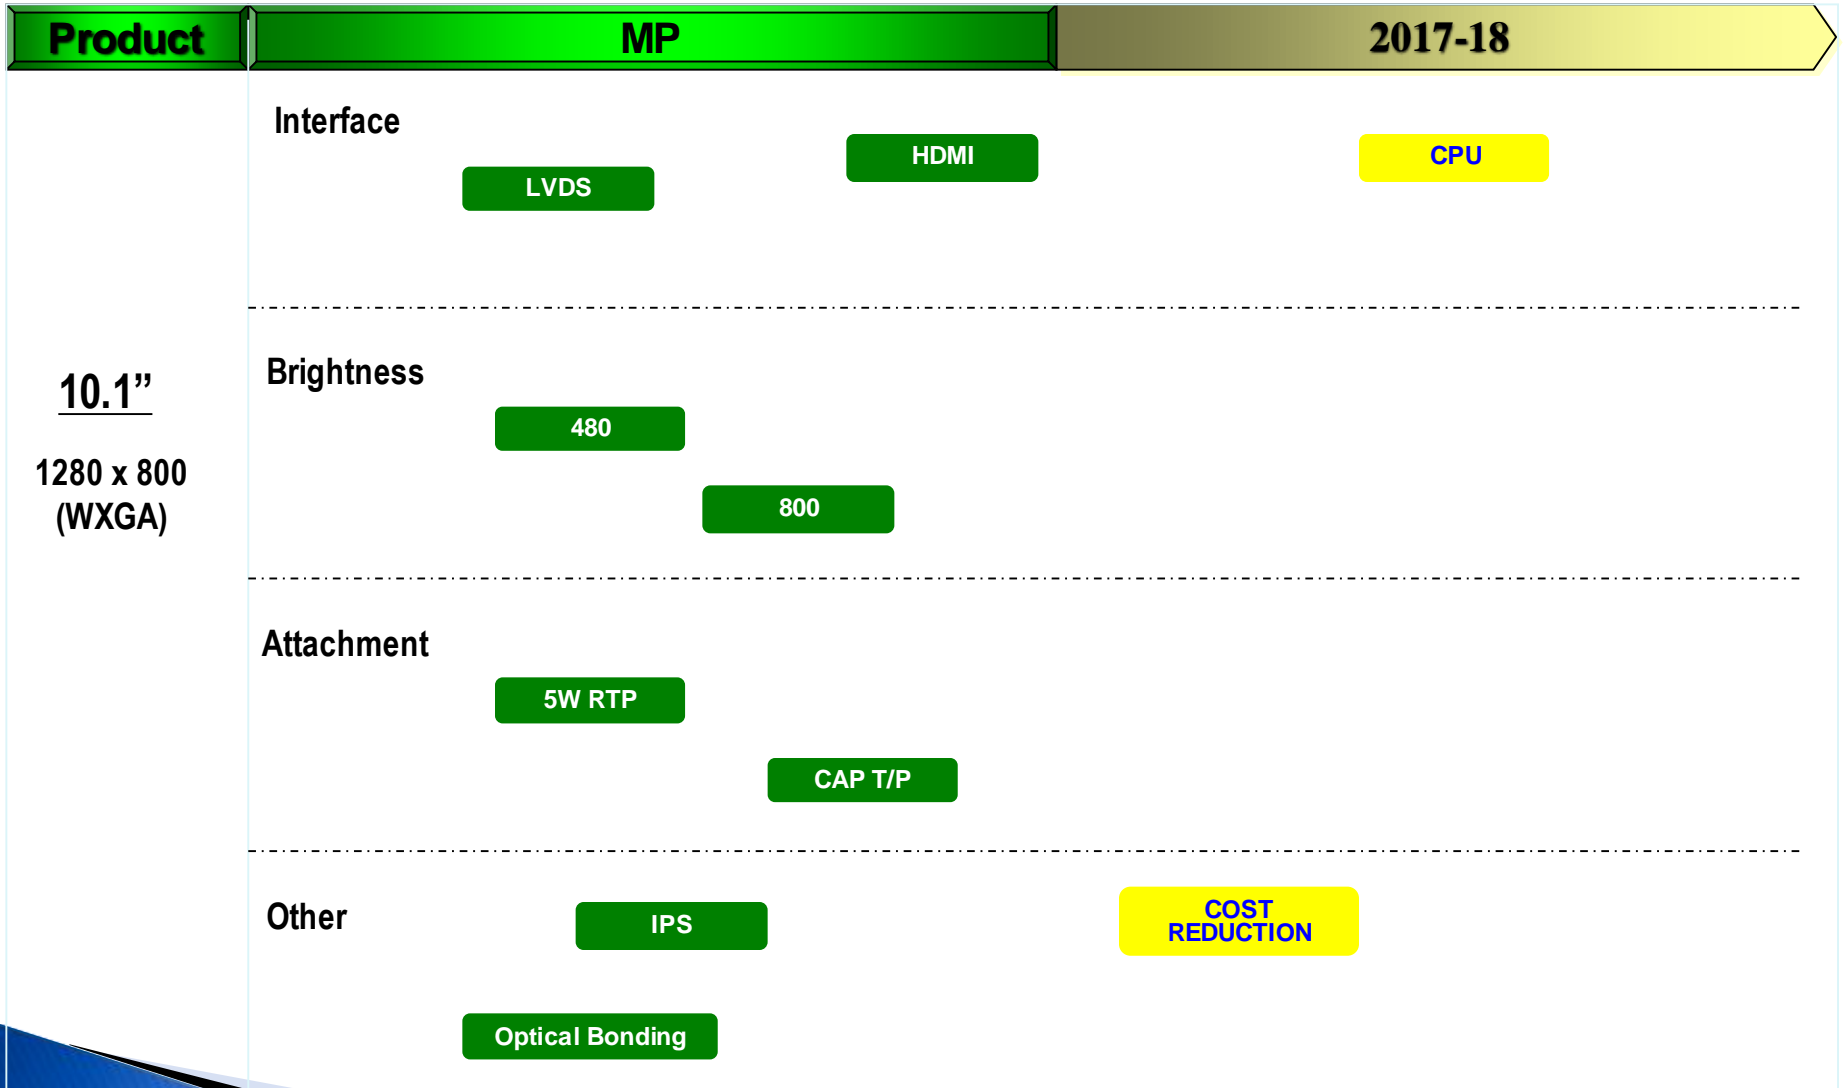 Product
MP
2017-18
10.1”
1280 x 800
(WXGA)
Interface
LVDS
HDMI
CPU
Brightness
480
800
Attachment
5W RTP
CAP T/P
Other
IPS
COST
REDUCTION
Optical Bonding